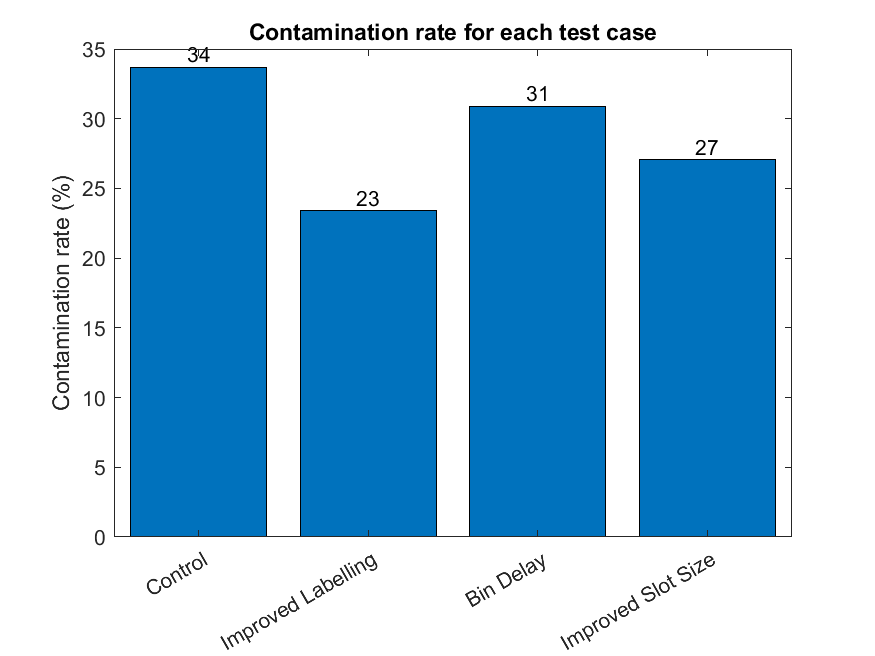 Contamination rate for each test case
Contamination rate (%)
35
30
25
20
15
10
5
0
34
23
31
27
Control
Improved Labelling
Bin Delay
Improved Slot Size